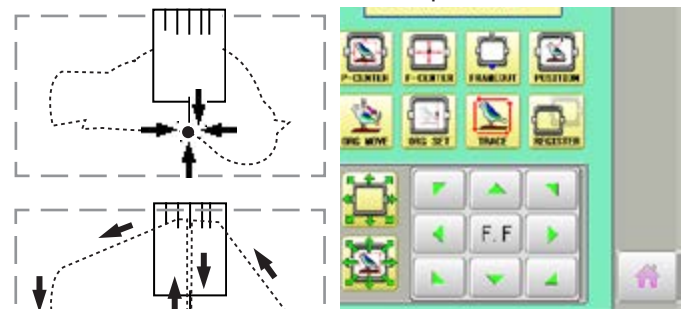 P-CENTER F-CENTER FRAMEOUT POSITION
ORG MOVE ORG SET TRACE REGISTER
F.F